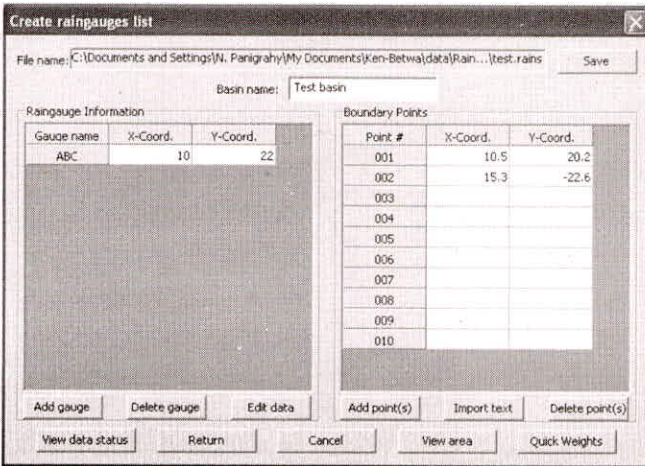 Create raingauges list
File name: C:\Documents and Settings\N. Panigrahy\My Documents\Ken-Betwa\data\Rain...\test.rains Save
Basin name: Test basin
Raingauge Information
Gauge name X-Coord. Y-Coord.
ABC 10 22
Boundary Points
Point # X-Coord. Y-Coord.
001 10.5 20.2
002 15.3 -22.6
003
004
005
006
007
008
009
010
Add gauge Delete gauge Edit data
Add point(s) Import text Delete point(s)
View data status Return Cancel View area Quick Weights